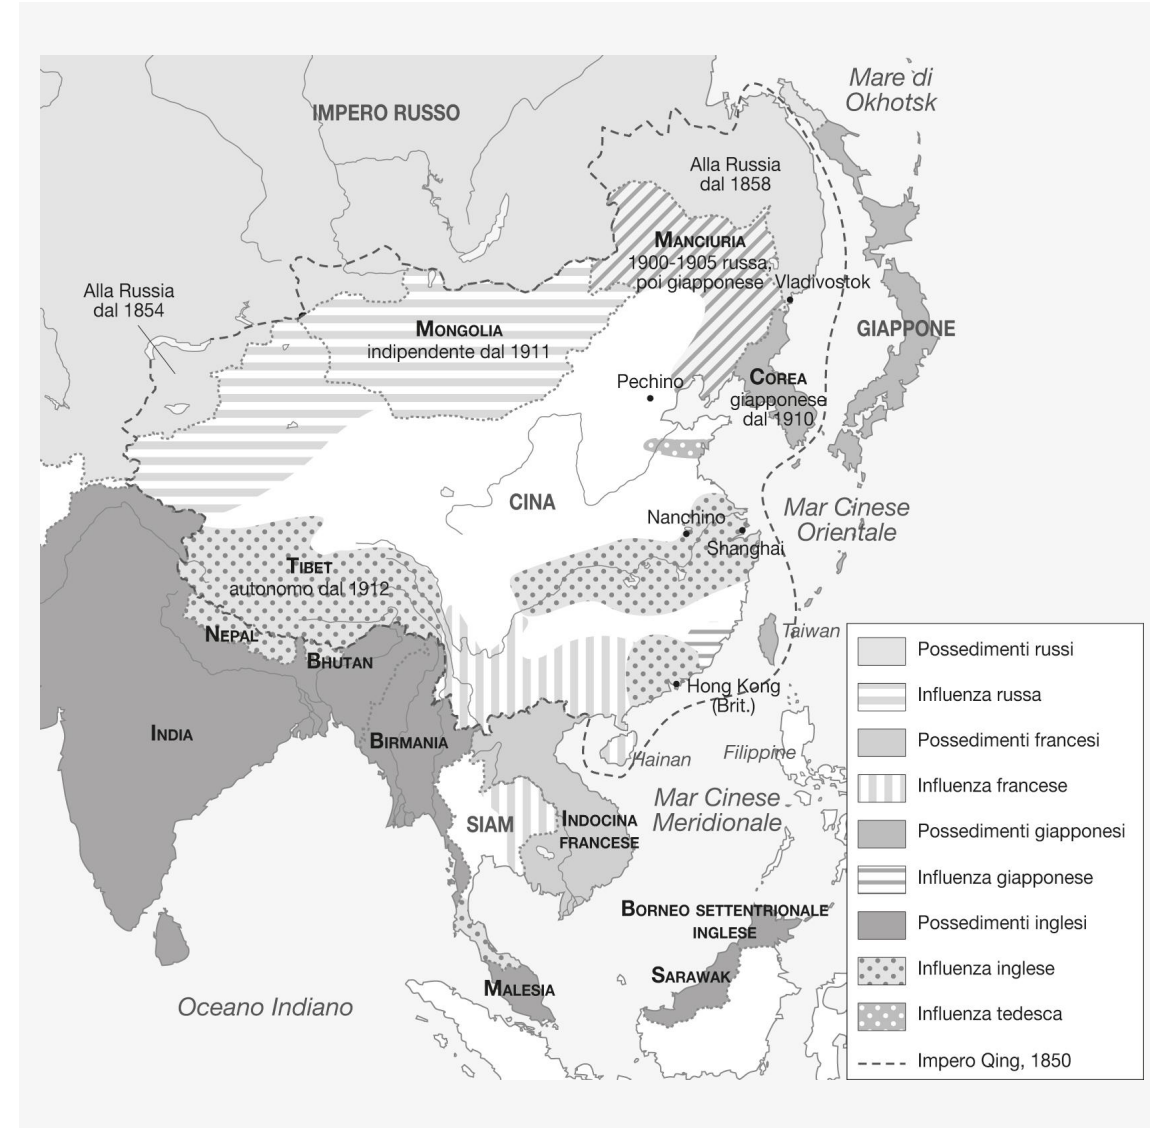 Mare di
Okhotsk
IMPERO RUSSO
Alla Russia
dal 1858
MANCIURIA
1900-1905 russa,
poi giapponese
Vladivostok
Alla Russia
dal 1854
MONGOLIA
indipendente dal 1911
GIAPPONE
Pechino
COREA
giapponese
dal 1910
CINA
Mar Cinese
Orientale
Nanchino
Shanghai
TIBET
autonomo dal 1912
NEPAL
BHUTAN
Taiwan
Hong Kong
(Brit.)
INDIA
BIRMANIA
Hainan
Filippine
Mar Cinese
Meridionale
SIAM
INDOCINA
FRANCESE
BORNEO SETTENTRIONALE
INGLESE
SARAWAK
MALESIA
Oceano Indiano
Possedimenti russi
Influenza russa
Possedimenti francesi
Influenza francese
Possedimenti giapponesi
Influenza giapponese
Possedimenti inglesi
Influenza inglese
Influenza tedesca
Impero Qing, 1850